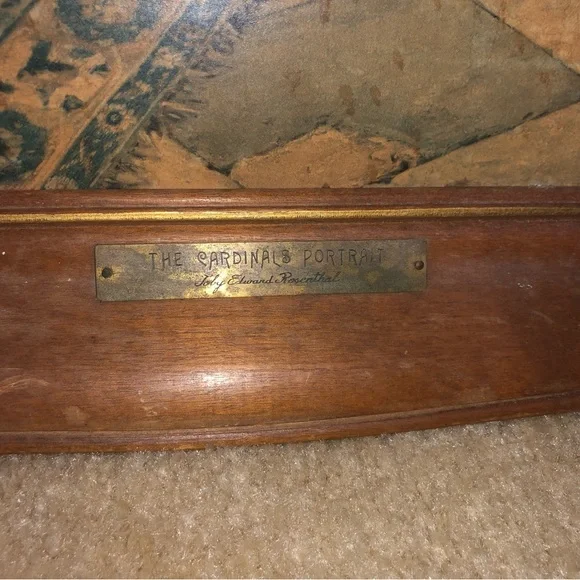 THE CARDINALS PORTRAIT
Toby Edward Rosenthal